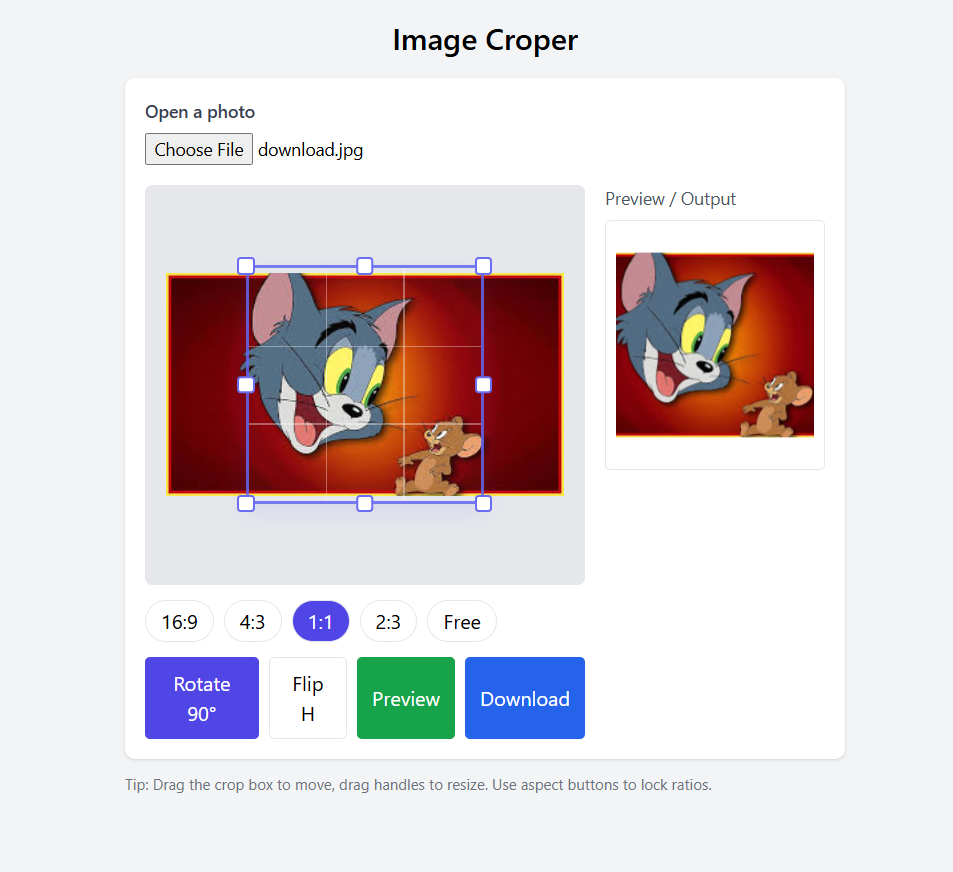 Image Croper
Open a photo
Choose File download.jpg
Preview / Output
16:9 4:3 1:1 2:3 Free
Rotate 90°
Flip H
Preview
Download
Tip: Drag the crop box to move, drag handles to resize. Use aspect buttons to lock ratios.